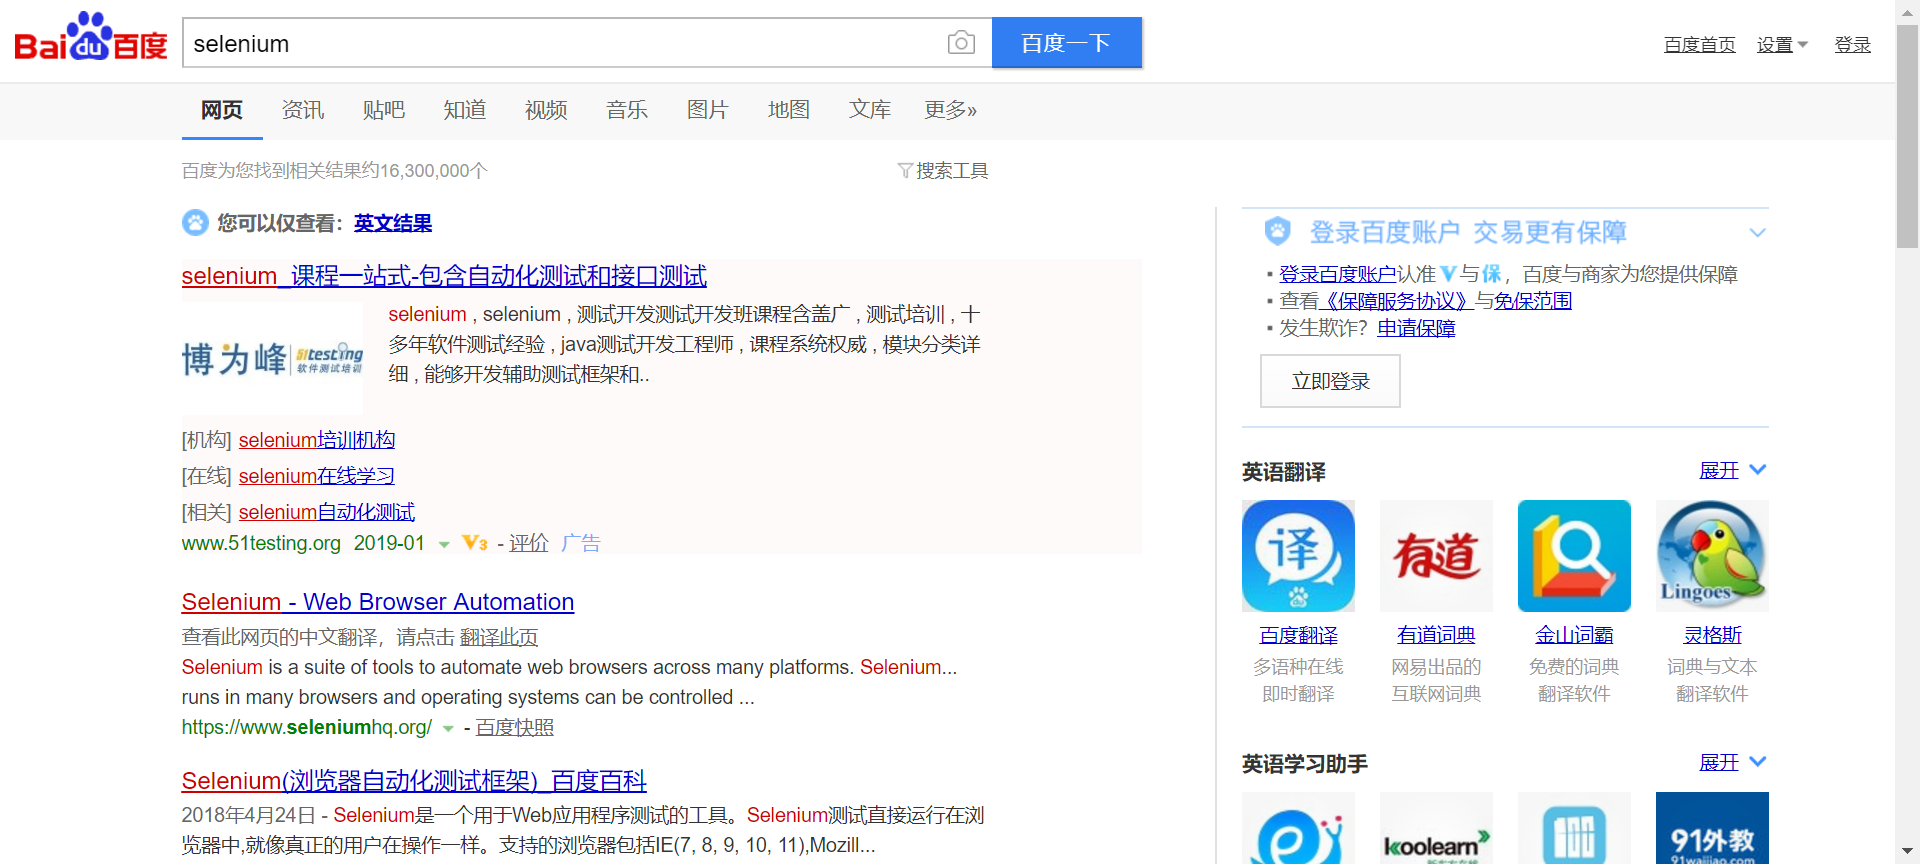 Baidu百度
selenium
百度一下
百度首页 设置 登录
网页 资讯 贴吧 知道 视频 音乐 图片 地图 文库 更多»
百度为您找到相关结果约16,300,000个
搜索工具
您可以仅查看：英文结果
selenium_课程一站式-包含自动化测试和接口测试
博为峰 51testing
软件测试培训
selenium , selenium , 测试开发测试开发班课程含盖广 , 测试培训 , 十
多年软件测试经验 , java测试开发工程师 , 课程系统权威 , 模块分类详
细 , 能够开发辅助测试框架和..
[机构] selenium培训机构
[在线] selenium在线学习
[相关] selenium自动化测试
www.51testing.org 2019-01 V3 - 评价 广告
Selenium - Web Browser Automation
查看此网页的中文翻译，请点击 翻译此页
Selenium is a suite of tools to automate web browsers across many platforms. Selenium...
runs in many browsers and operating systems can be controlled ...
https://www.seleniumhq.org/ - 百度快照
Selenium(浏览器自动化测试框架)_百度百科
2018年4月24日 - Selenium是一个用于Web应用程序测试的工具。Selenium测试直接运行在浏
览器中,就像真正的用户在操作一样。支持的浏览器包括IE(7, 8, 9, 10, 11),Mozill...
登录百度账户 交易更有保障
▪ 登录百度账户认准V与保，百度与商家为您提供保障
▪ 查看《保障服务协议》与免保范围
▪ 发生欺诈？申请保障
立即登录
英语翻译 展开
译 有道 Lingoes
百度翻译 有道词典 金山词霸 灵格斯
多语种在线 网易出品的 免费的词典 词典与文本
即时翻译 互联网词典 翻译软件 翻译软件
英语学习助手 展开
koolearn 91外教
91waijiao.com